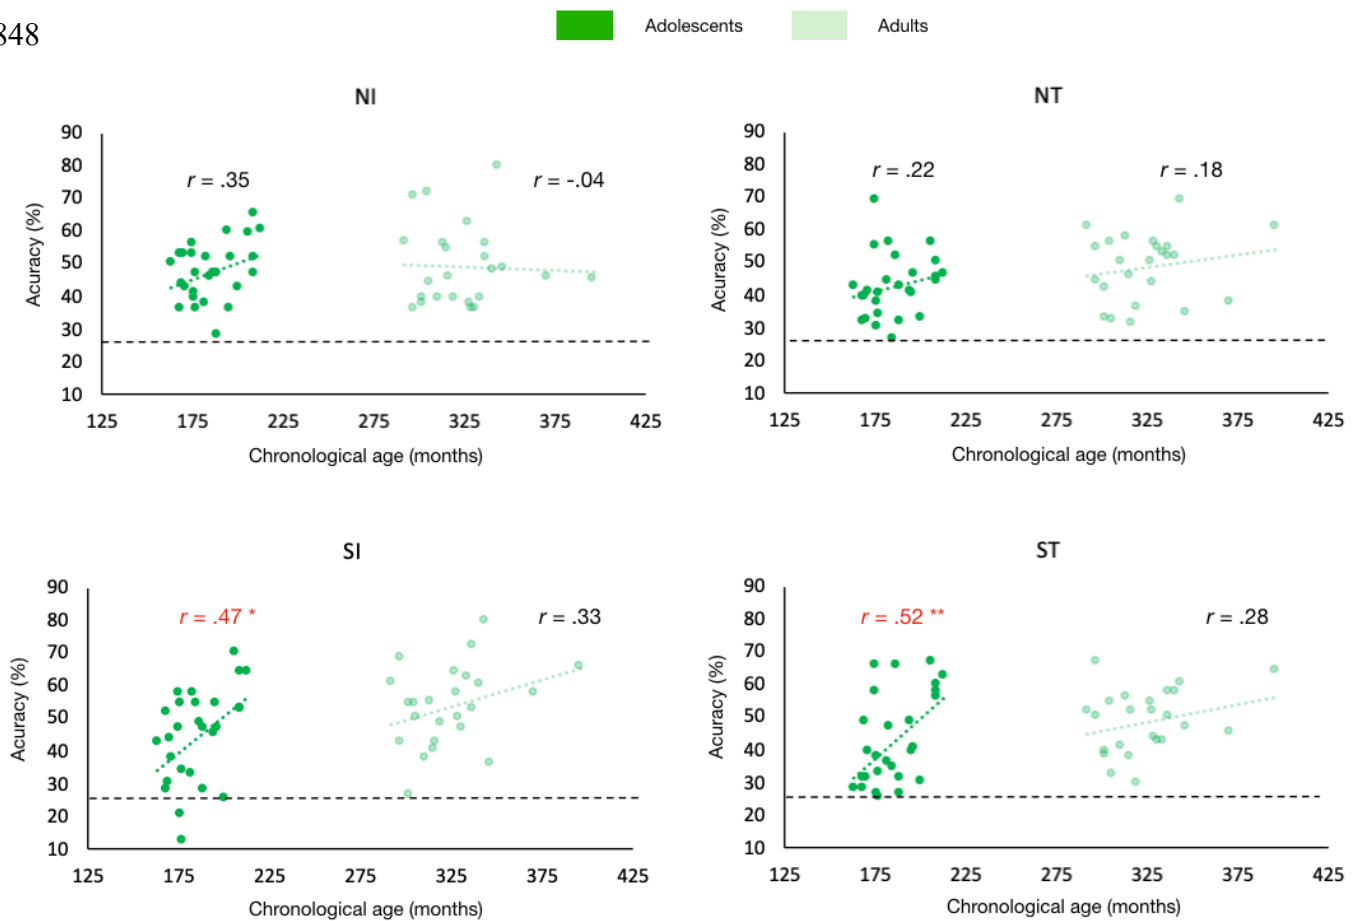 848
Adolescents Adults
NI
90
80
70
60
50
40
30
20
10
r = .35 r = -.04
Acuracy (%)
125 175 225 275 325 375 425
Chronological age (months)
NT
90
80
70
60
50
40
30
20
10
r = .22 r = .18
Acuracy (%)
125 175 225 275 325 375 425
Chronological age (months)
SI
90
80
70
60
50
40
30
20
10
r = .47 * r = .33
Acuracy (%)
125 175 225 275 325 375 425
Chronological age (months)
ST
90
80
70
60
50
40
30
20
10
r = .52 ** r = .28
Acuracy (%)
125 175 225 275 325 375 425
Chronological age (months)